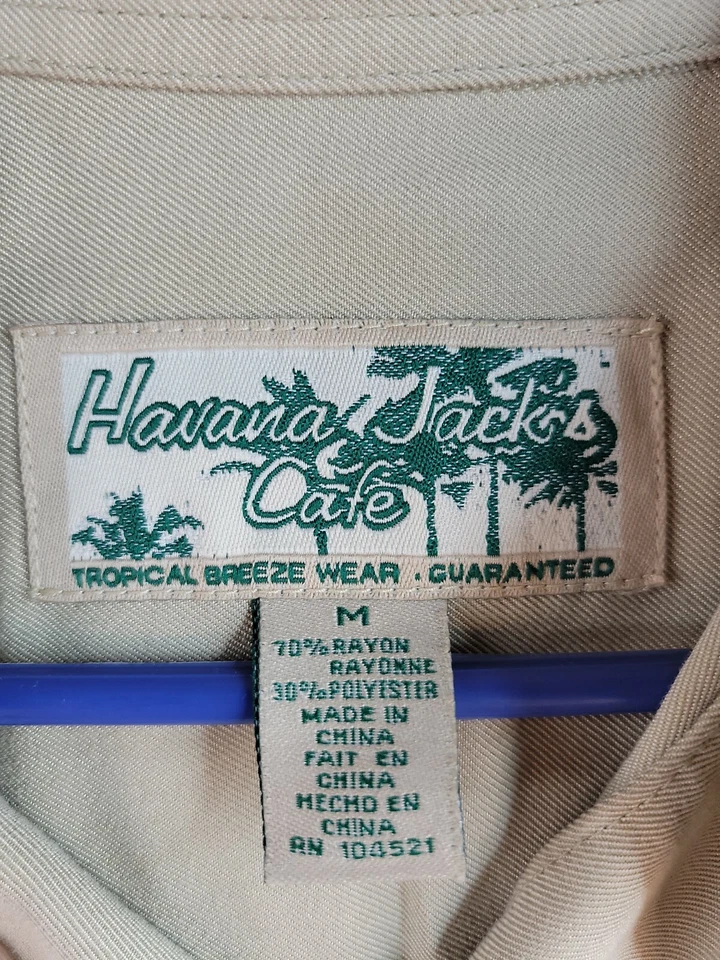 Havana Jack's
Café
TROPICAL BREEZE WEAR · GUARANTEED
M
70% RAYON
RAYONNE
30% POLYESTER
MADE IN
CHINA
FAIT EN
CHINA
HECHO EN
CHINA
RN 104521